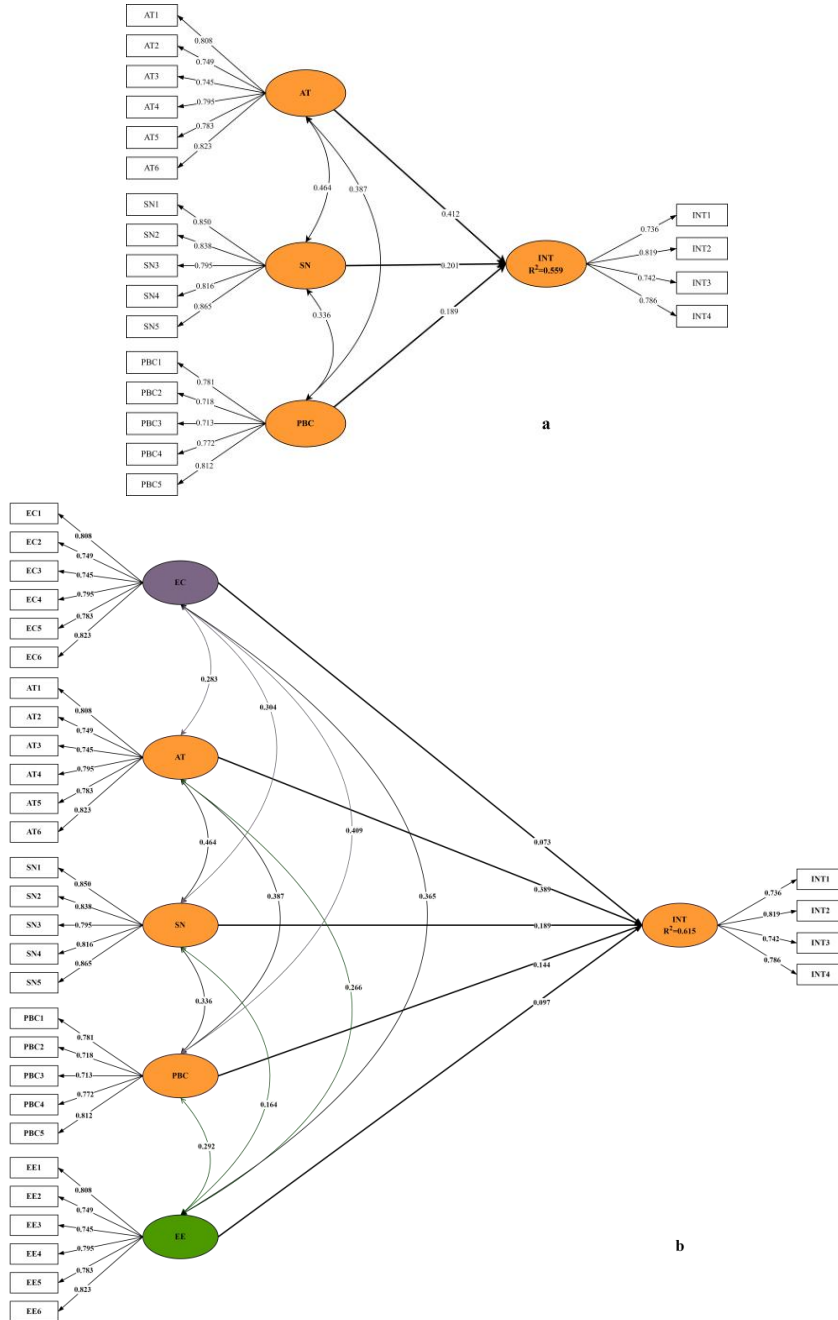 AT1
AT2
AT3
AT4
AT5
AT6
0.808
0.749
0.745
0.795
0.783
0.823
AT
SN1
SN2
SN3
SN4
SN5
0.850
0.838
0.795
0.816
0.865
SN
PBC1
PBC2
PBC3
PBC4
PBC5
0.781
0.718
0.713
0.772
0.812
PBC
0.464
0.387
0.336
0.412
0.201
0.189
INT
R²=0.559
0.736
0.819
0.742
0.786
INT1
INT2
INT3
INT4
a
EC1
EC2
EC3
EC4
EC5
EC6
0.808
0.749
0.745
0.795
0.783
0.823
EC
AT1
AT2
AT3
AT4
AT5
AT6
0.808
0.749
0.745
0.795
0.783
0.823
AT
SN1
SN2
SN3
SN4
SN5
0.850
0.838
0.795
0.816
0.865
SN
PBC1
PBC2
PBC3
PBC4
PBC5
0.781
0.718
0.713
0.772
0.812
PBC
EE1
EE2
EE3
EE4
EE5
EE6
0.808
0.749
0.745
0.795
0.783
0.823
EE
0.283
0.304
0.409
0.365
0.464
0.387
0.266
0.336
0.164
0.292
0.073
0.389
0.189
0.144
0.097
INT
R²=0.615
0.736
0.819
0.742
0.786
INT1
INT2
INT3
INT4
b